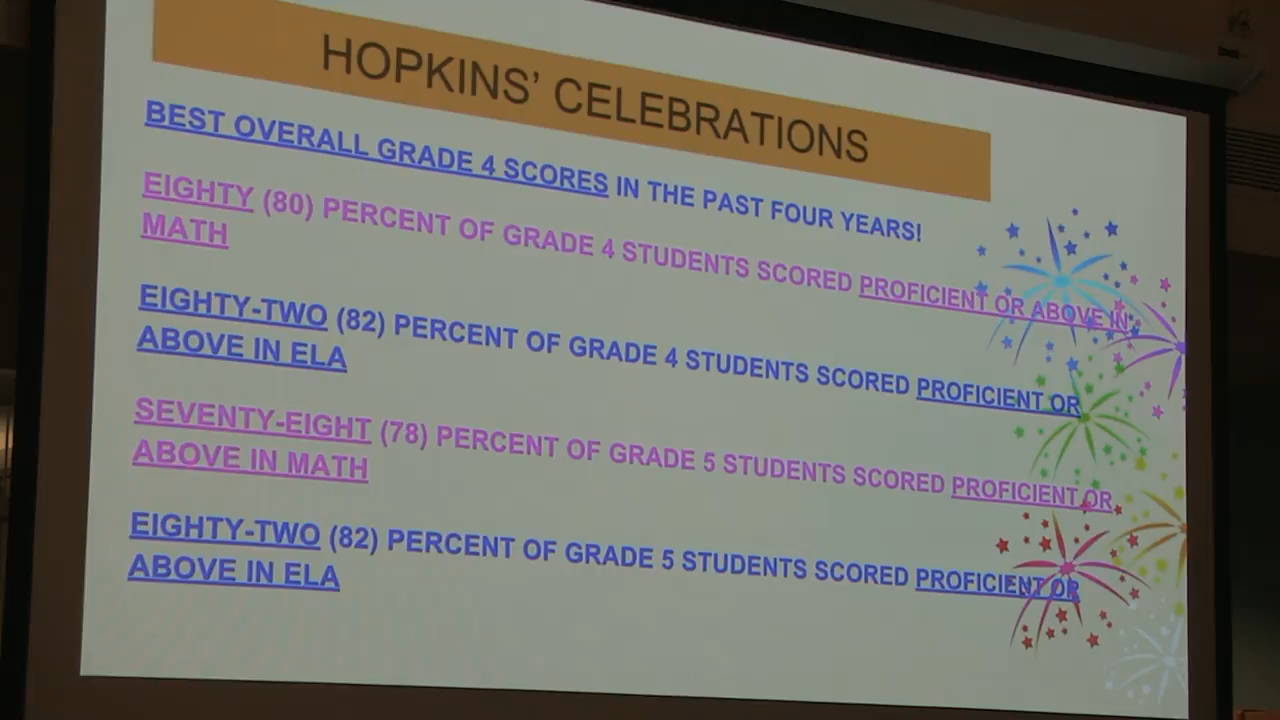 HOPKINS' CELEBRATIONS
BEST OVERALL GRADE 4 SCORES IN THE PAST FOUR YEARS!
EIGHTY (80) PERCENT OF GRADE 4 STUDENTS SCORED PROFICIENT OR ABOVE IN
MATH
EIGHTY-TWO (82) PERCENT OF GRADE 4 STUDENTS SCORED PROFICIENT OR
ABOVE IN ELA
SEVENTY-EIGHT (78) PERCENT OF GRADE 5 STUDENTS SCORED PROFICIENT OR
ABOVE IN MATH
EIGHTY-TWO (82) PERCENT OF GRADE 5 STUDENTS SCORED PROFICIENT OR
ABOVE IN ELA